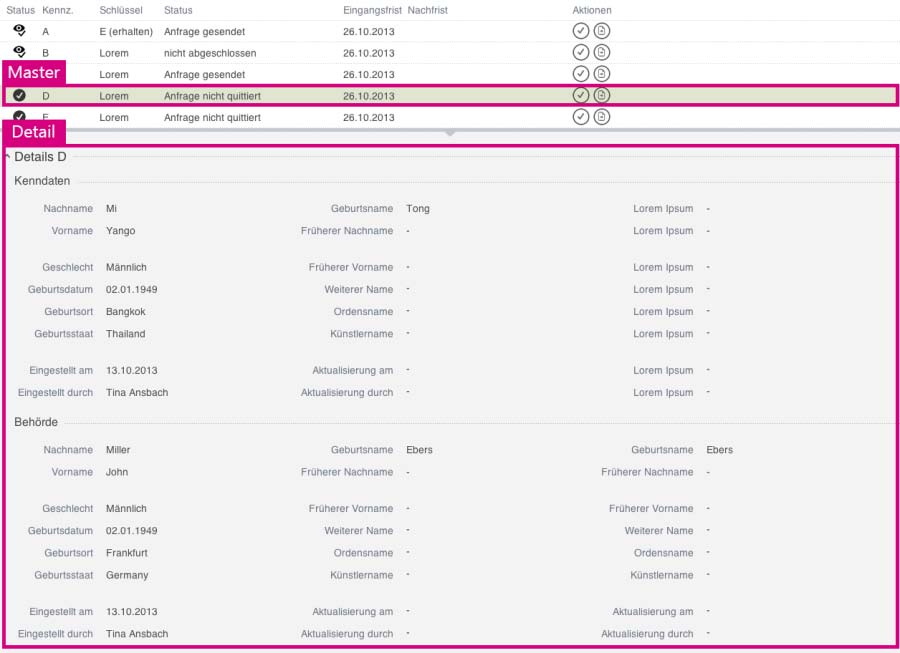 Status Kennz. Schlüssel Status Eingangsfrist Nachfrist Aktionen
A E (erhalten) Anfrage gesendet 26.10.2013
B Lorem nicht abgeschlossen 26.10.2013
Master Lorem Anfrage gesendet 26.10.2013
D Lorem Anfrage nicht quittiert 26.10.2013
E Lorem Anfrage nicht quittiert 26.10.2013
Detail
Details D
Kenndaten
Nachname Mi Geburtsname Tong Lorem Ipsum -
Vorname Yango Früherer Nachname - Lorem Ipsum -
Geschlecht Männlich Früherer Vorname - Lorem Ipsum -
Geburtsdatum 02.01.1949 Weiterer Name - Lorem Ipsum -
Geburtsort Bangkok Ordensname - Lorem Ipsum -
Geburtsstaat Thailand Künstlername - Lorem Ipsum -
Eingestellt am 13.10.2013 Aktualisierung am - Lorem Ipsum -
Eingestellt durch Tina Ansbach Aktualisierung durch - Lorem Ipsum -
Behörde
Nachname Miller Geburtsname Ebers Geburtsname Ebers
Vorname John Früherer Nachname - Früherer Nachname -
Geschlecht Männlich Früherer Vorname - Früherer Vorname -
Geburtsdatum 02.01.1949 Weiterer Name - Weiterer Name -
Geburtsort Frankfurt Ordensname - Ordensname -
Geburtsstaat Germany Künstlername - Künstlername -
Eingestellt am 13.10.2013 Aktualisierung am - Aktualisierung am -
Eingestellt durch Tina Ansbach Aktualisierung durch - Aktualisierung durch -